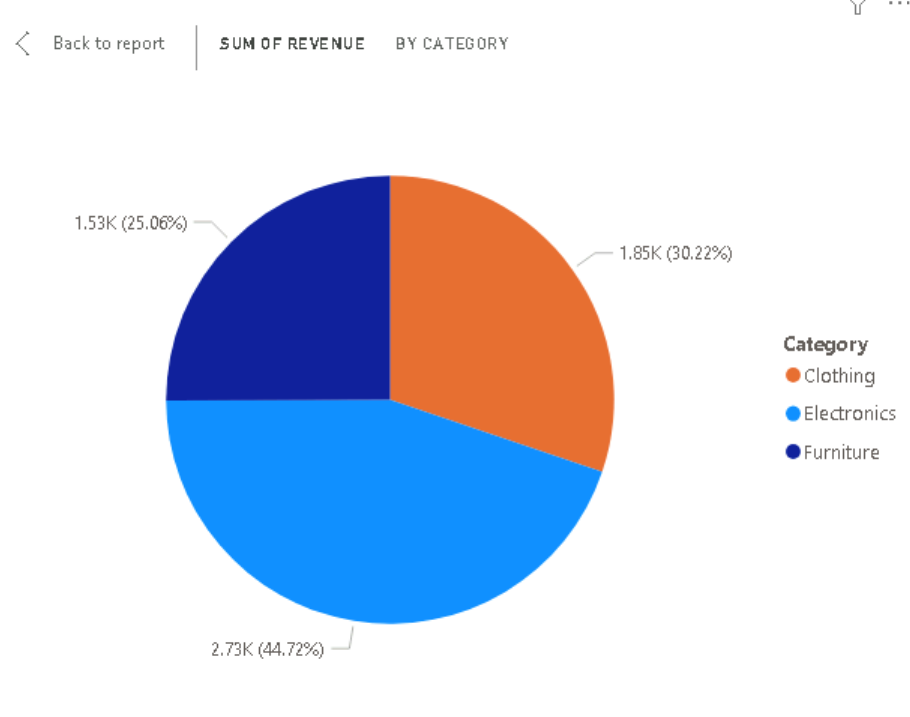 Back to report
SUM OF REVENUE BY CATEGORY
1.53K (25.06%)
1.85K (30.22%)
Category
Clothing
Electronics
Furniture
2.73K (44.72%)